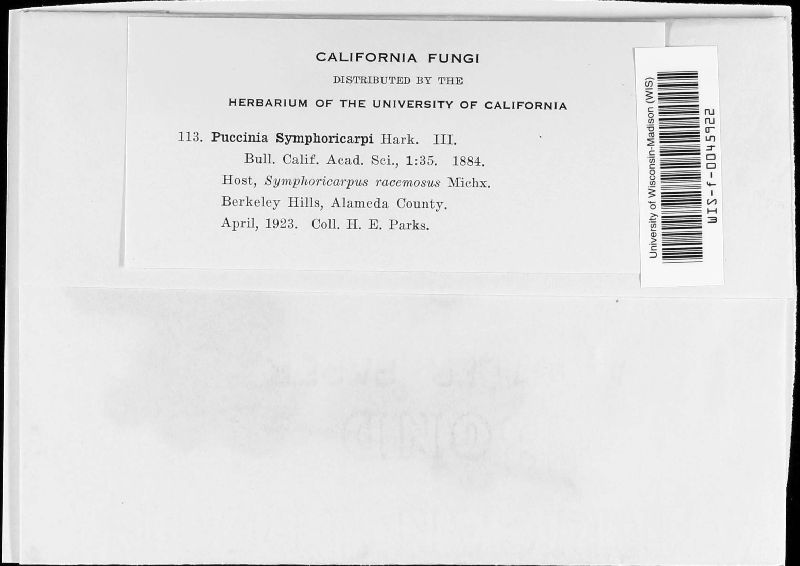 CALIFORNIA FUNGI
DISTRIBUTED BY THE
HERBARIUM OF THE UNIVERSITY OF CALIFORNIA
113. Puccinia Symphoricarpi Hark. III.
Bull. Calif. Acad. Sci., 1:35. 1884.
Host, Symphoricarpus racemosus Michx.
Berkeley Hills, Alameda County.
April, 1923. Coll. H. E. Parks.
University of Wisconsin-Madison (WIS)
WIS-f-0045922